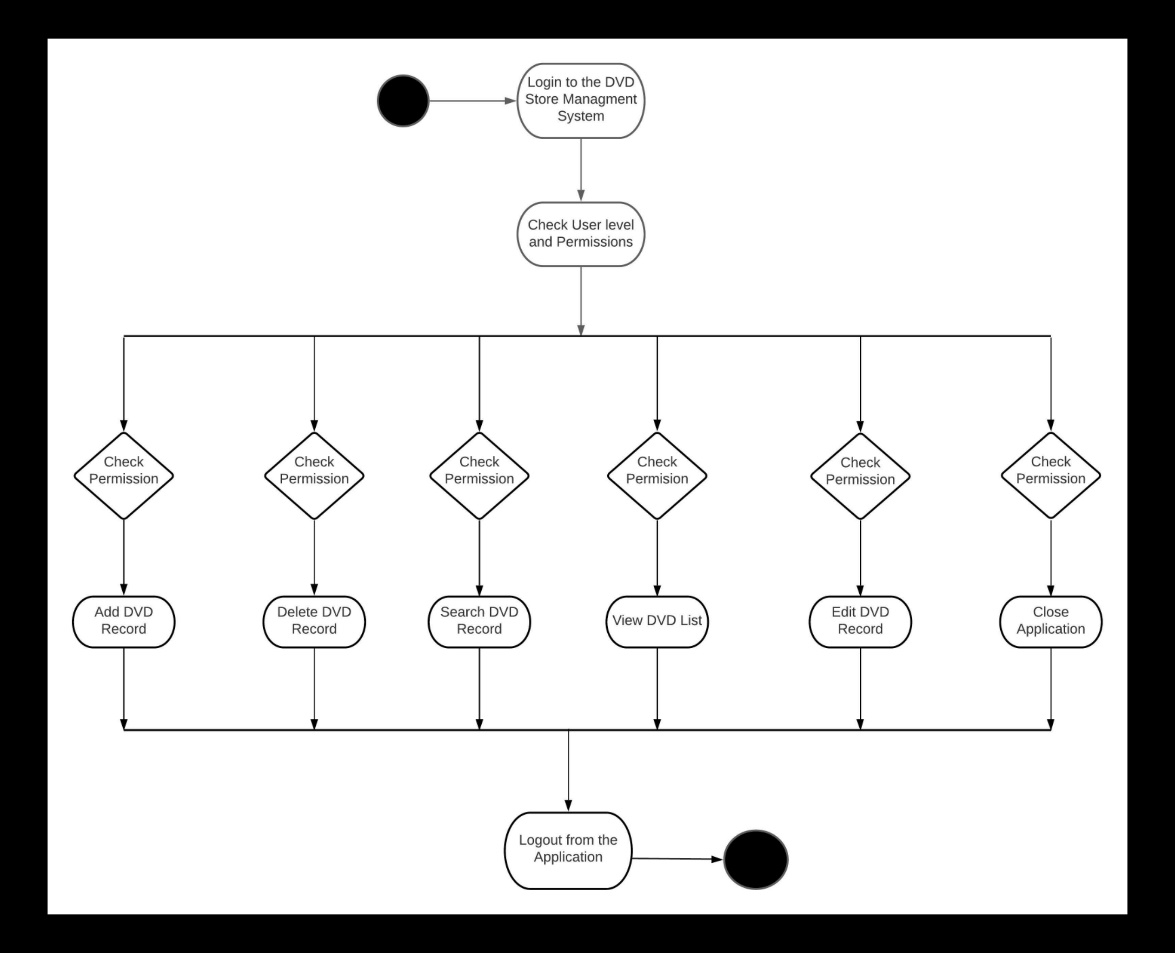 Login to the DVD
Store Managment
System
Check User level
and Permissions
Check
Permission
Check
Permission
Check
Permission
Check
Permision
Check
Permission
Check
Permission
Add DVD
Record
Delete DVD
Record
Search DVD
Record
View DVD List
Edit DVD
Record
Close
Application
Logout from the
Application